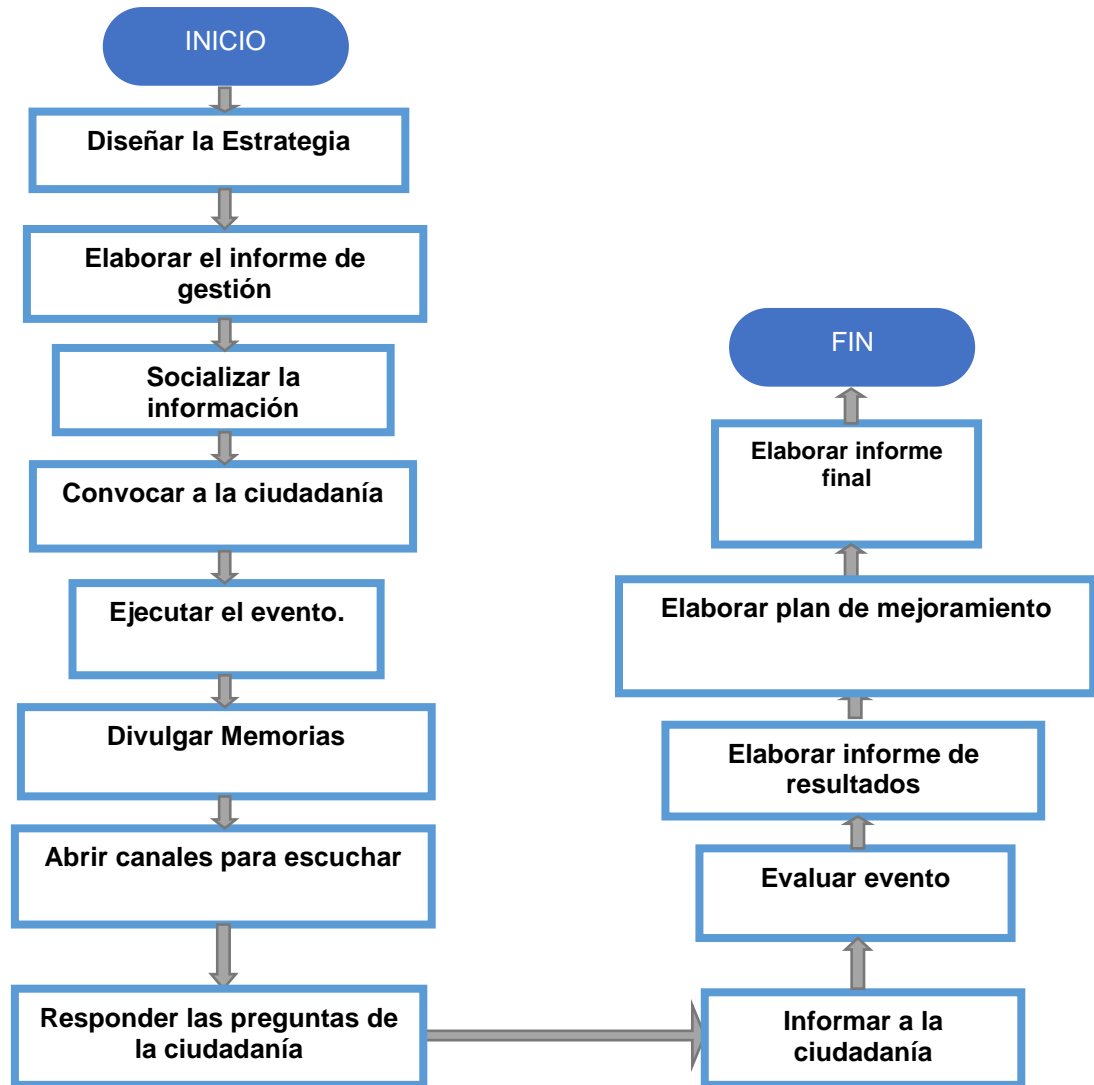 INICIO
Diseñar la Estrategia
Elaborar el informe de
gestión
Socializar la
información
Convocar a la ciudadanía
Ejecutar el evento.
Divulgar Memorias
Abrir canales para escuchar
Responder las preguntas de
la ciudadanía
Informar a la
ciudadanía
Evaluar evento
Elaborar informe de
resultados
Elaborar plan de mejoramiento
Elaborar informe
final
FIN